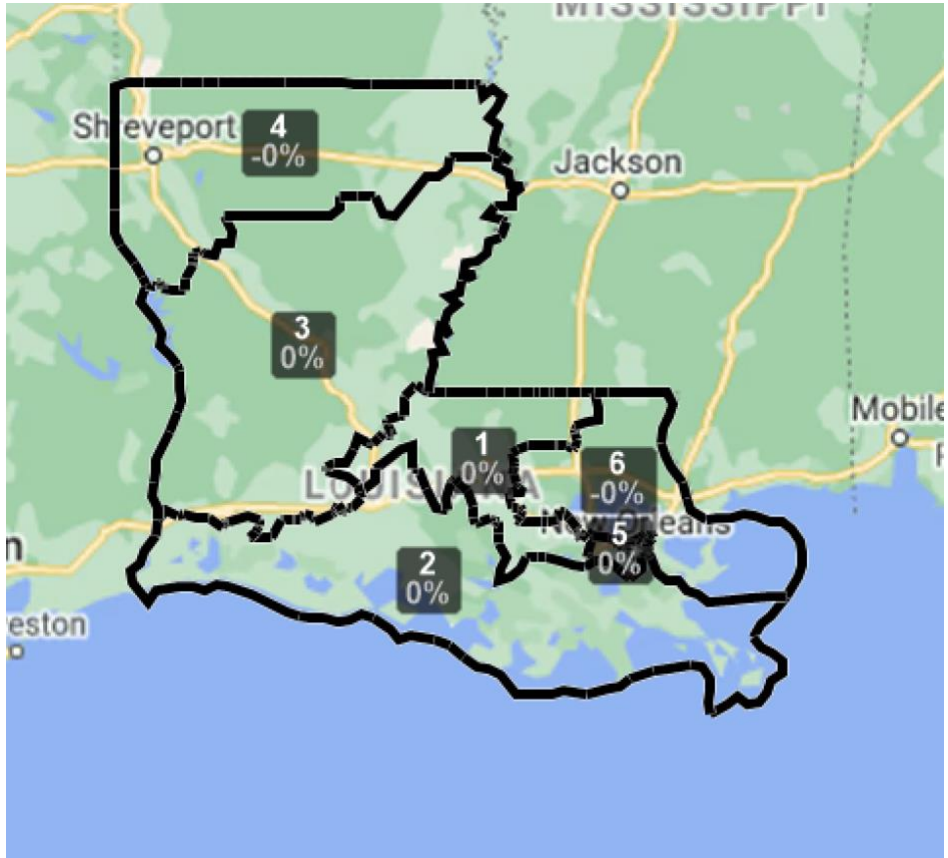 MISSISSIPPI
Shreveport
4
-0%
Jackson
3
0%
Mobile
1
0%
6
-0%
LOUISIANA
New Orleans
n
5
0%
2
0%
eston